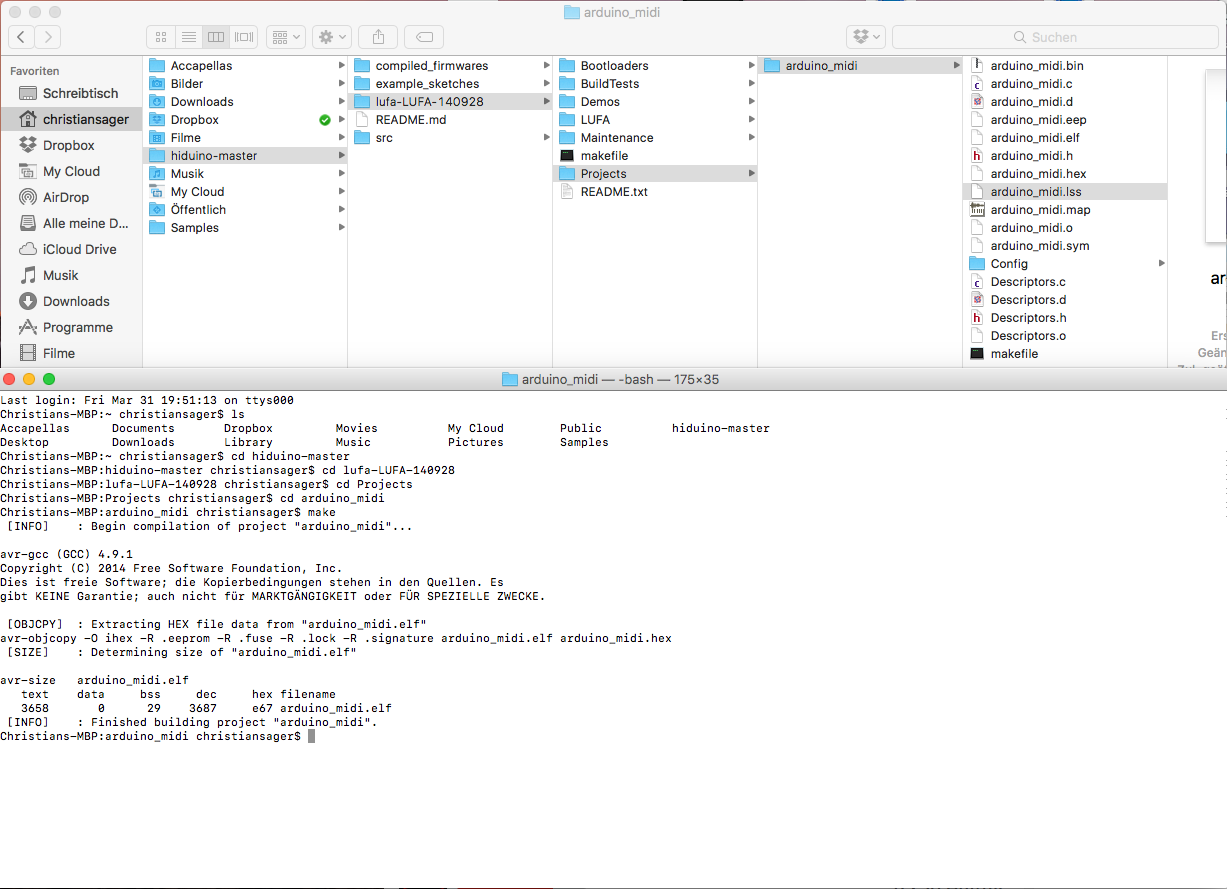 arduino_midi
Suchen
Favoriten
Schreibtisch
christiansager
Dropbox
My Cloud
AirDrop
Alle meine D...
iCloud Drive
Musik
Downloads
Programme
Filme
Accapellas
Bilder
Downloads
Dropbox
Filme
hiduino-master
Musik
My Cloud
Öffentlich
Samples
compiled_firmwares
example_sketches
lufa-LUFA-140928
README.md
src
Bootloaders
BuildTests
Demos
LUFA
Maintenance
makefile
Projects
README.txt
arduino_midi
arduino_midi.bin
arduino_midi.c
arduino_midi.d
arduino_midi.eep
arduino_midi.elf
arduino_midi.h
arduino_midi.hex
arduino_midi.lss
arduino_midi.map
arduino_midi.o
arduino_midi.sym
Config
Descriptors.c
Descriptors.d
Descriptors.h
Descriptors.o
makefile
ar
Ers
Geän
arduino_midi — -bash — 175×35
Last login: Fri Mar 31 19:51:13 on ttys000
Christians-MBP:~ christiansager$ ls
Accapellas Documents Dropbox Movies My Cloud Public hiduino-master
Desktop Downloads Library Music Pictures Samples
Christians-MBP:~ christiansager$ cd hiduino-master
Christians-MBP:hiduino-master christiansager$ cd lufa-LUFA-140928
Christians-MBP:lufa-LUFA-140928 christiansager$ cd Projects
Christians-MBP:Projects christiansager$ cd arduino_midi
Christians-MBP:arduino_midi christiansager$ make
[INFO] : Begin compilation of project "arduino_midi"...
avr-gcc (GCC) 4.9.1
Copyright (C) 2014 Free Software Foundation, Inc.
Dies ist freie Software; die Kopierbedingungen stehen in den Quellen. Es
gibt KEINE Garantie; auch nicht für MARKTGÄNGIGKEIT oder FÜR SPEZIELLE ZWECKE.
[OBJCPY] : Extracting HEX file data from "arduino_midi.elf"
avr-objcopy -O ihex -R .eeprom -R .fuse -R .lock -R .signature arduino_midi.elf arduino_midi.hex
[SIZE] : Determining size of "arduino_midi.elf"
avr-size arduino_midi.elf
text data bss dec hex filename
3658 0 29 3687 e67 arduino_midi.elf
[INFO] : Finished building project "arduino_midi".
Christians-MBP:arduino_midi christiansager$